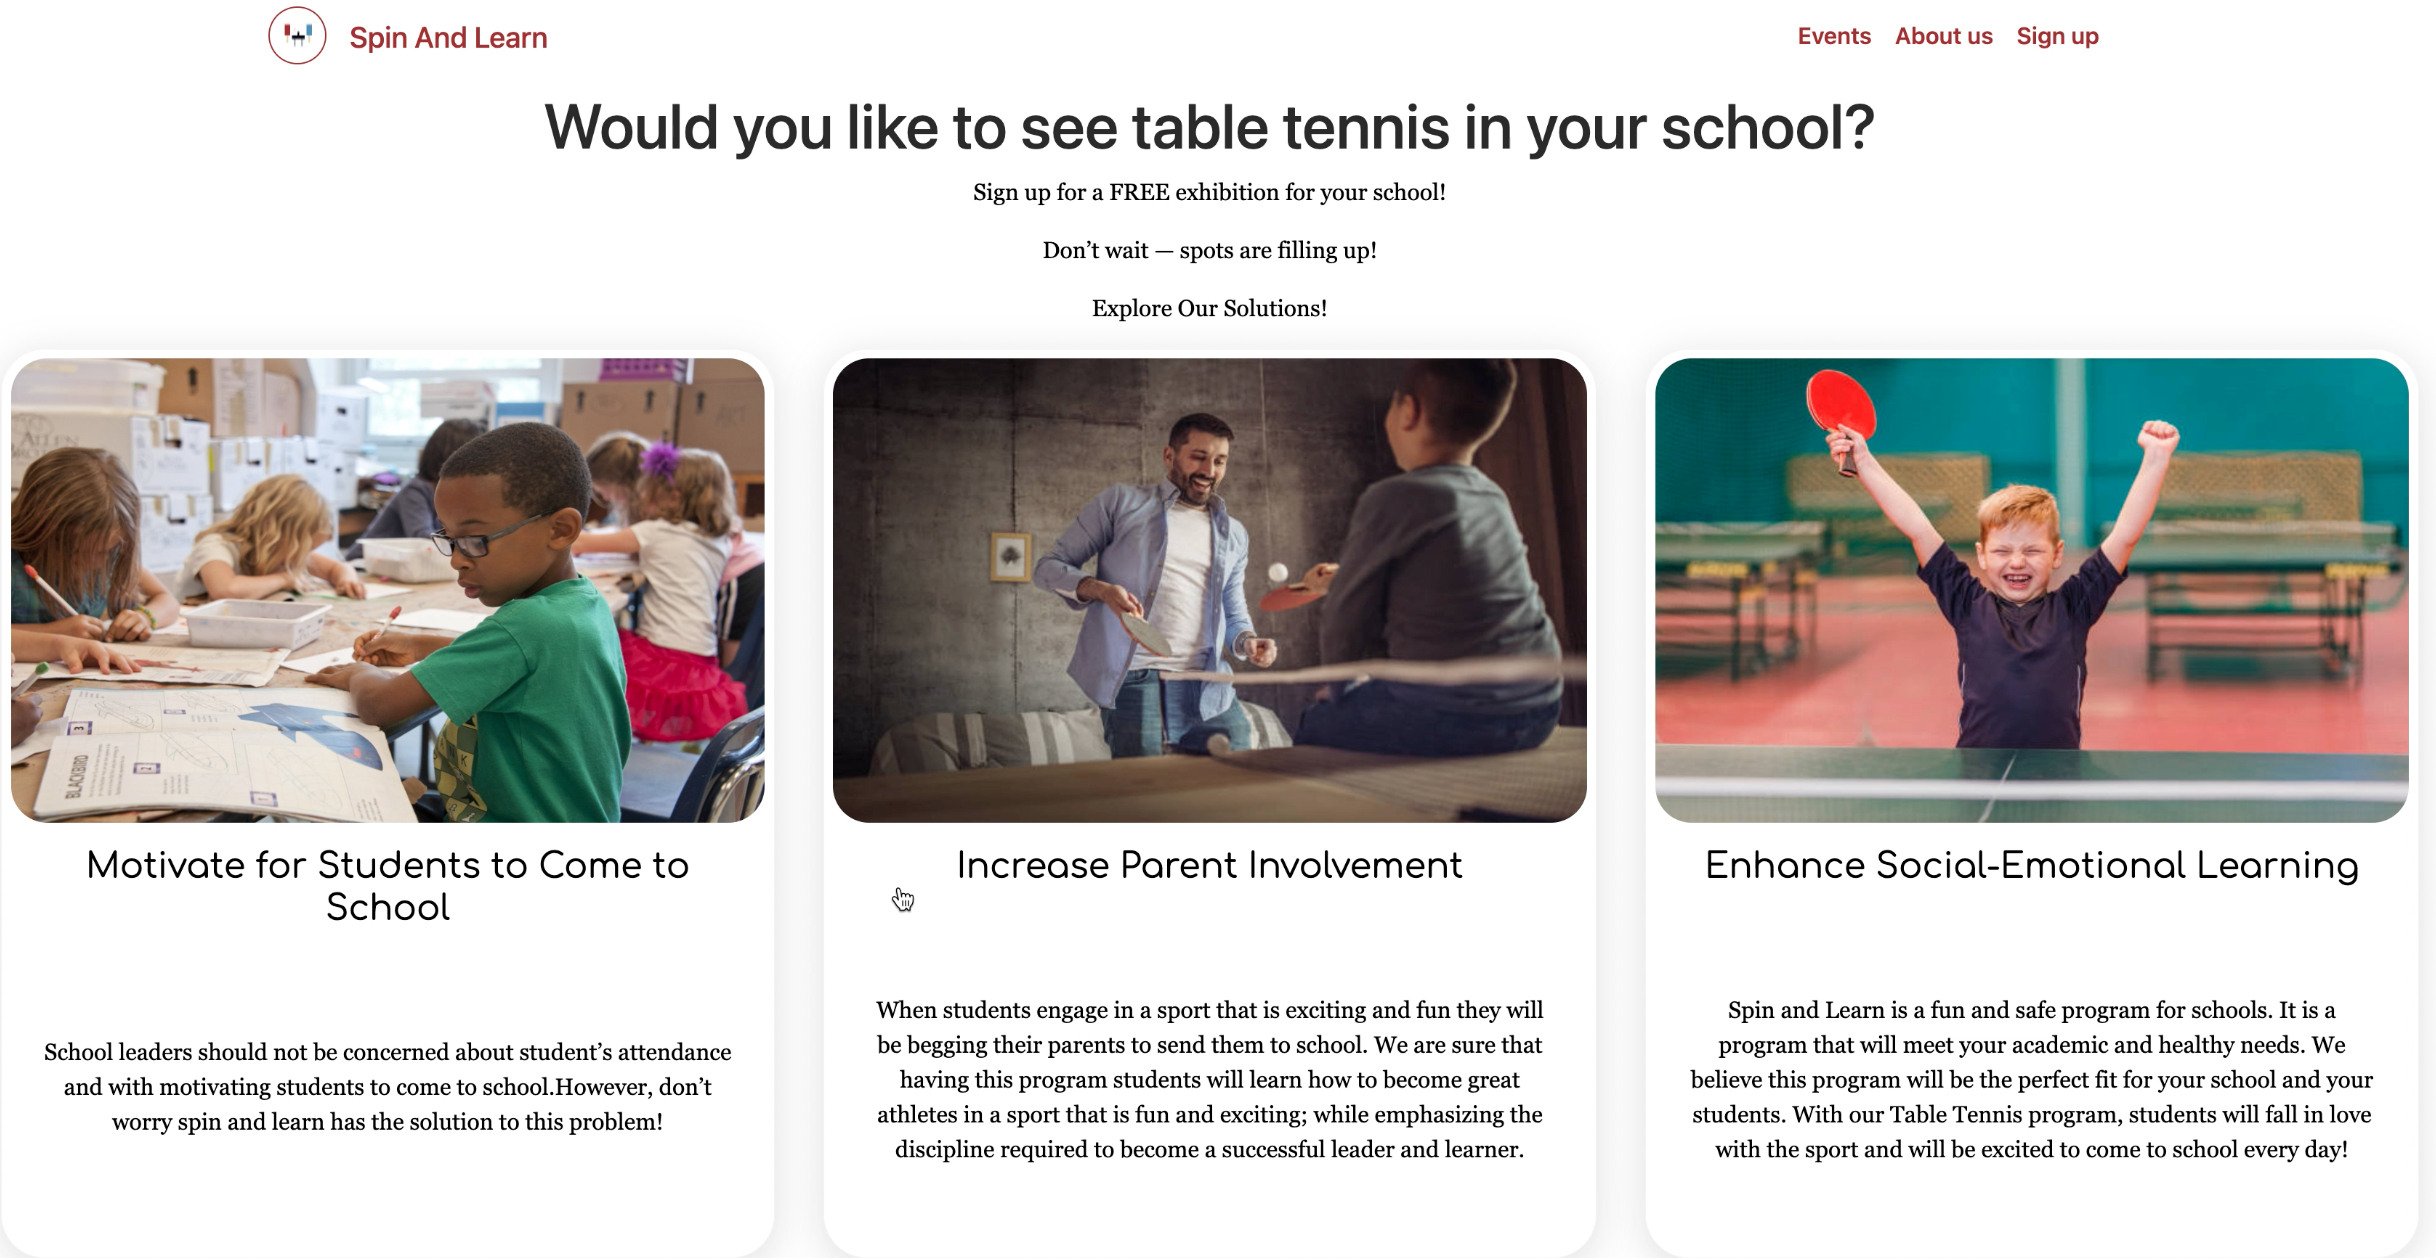 Spin And Learn
Events About us Sign up
Would you like to see table tennis in your school?
Sign up for a FREE exhibition for your school!
Don’t wait — spots are filling up!
Explore Our Solutions!
ART
BLACKBIRD
3
2
1
Motivate for Students to Come to
School
School leaders should not be concerned about student’s attendance
and with motivating students to come to school.However, don’t
worry spin and learn has the solution to this problem!
Increase Parent Involvement
When students engage in a sport that is exciting and fun they will
be begging their parents to send them to school. We are sure that
having this program students will learn how to become great
athletes in a sport that is fun and exciting; while emphasizing the
discipline required to become a successful leader and learner.
Enhance Social-Emotional Learning
Spin and Learn is a fun and safe program for schools. It is a
program that will meet your academic and healthy needs. We
believe this program will be the perfect fit for your school and your
students. With our Table Tennis program, students will fall in love
with the sport and will be excited to come to school every day!